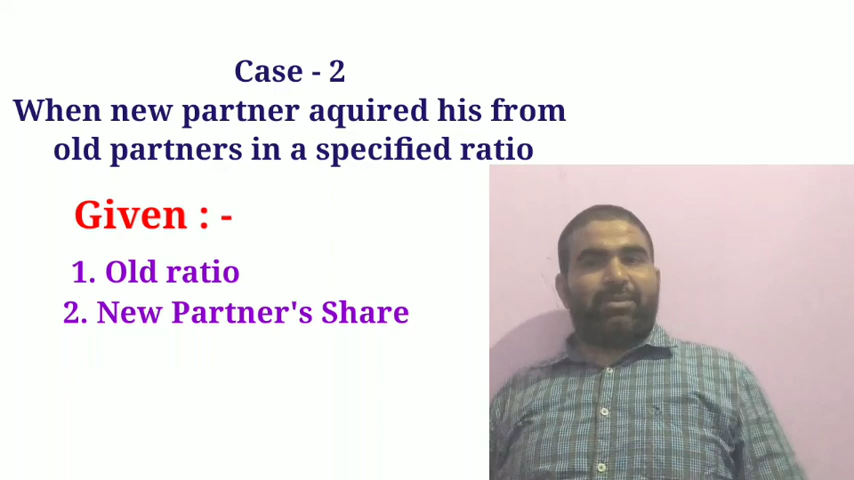 Case - 2
When new partner aquired his from
old partners in a specified ratio
Given : -
1. Old ratio
2. New Partner's Share